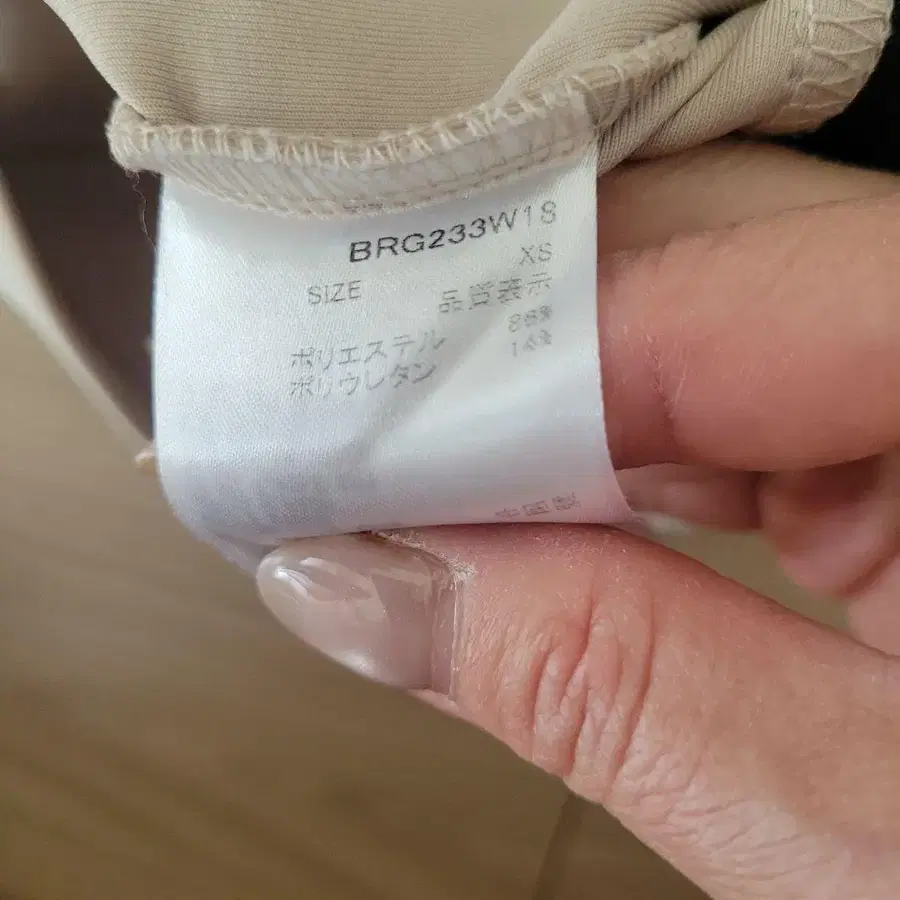 BRG233W1S
SIZE XS
品質表示
ポリエステル 86%
ポリウレタン 14%
中国製